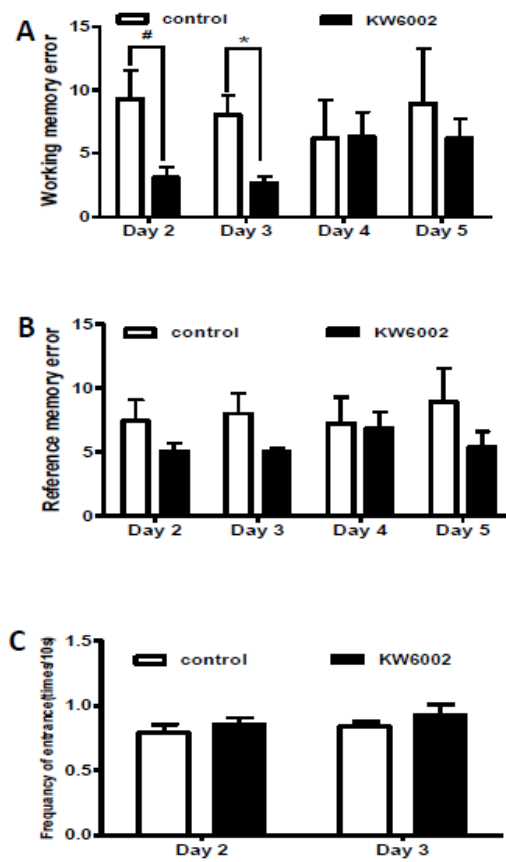 A
control KW6002
# *
Working memory error
15
10
5
0
Day 2 Day 3 Day 4 Day 5
B
control KW6002
Reference memory error
15
10
5
0
Day 2 Day 3 Day 4 Day 5
C
control KW6002
Frequancy of entrance(times/10s)
1.5
1.0
0.5
0.0
Day 2 Day 3